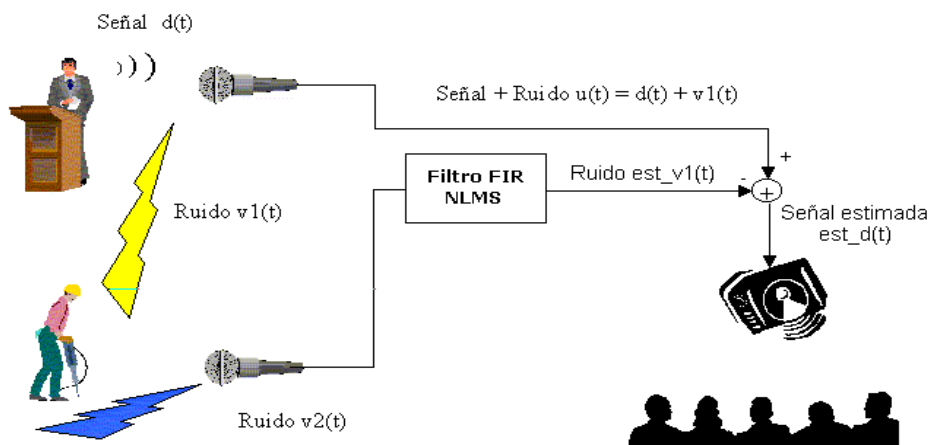 Señal d(t)
Señal + Ruido u(t) = d(t) + v1(t)
+
Filtro FIR
NLMS
Ruido est_v1(t)
-
+
Ruido v1(t)
Señal estimada
est_d(t)
Ruido v2(t)